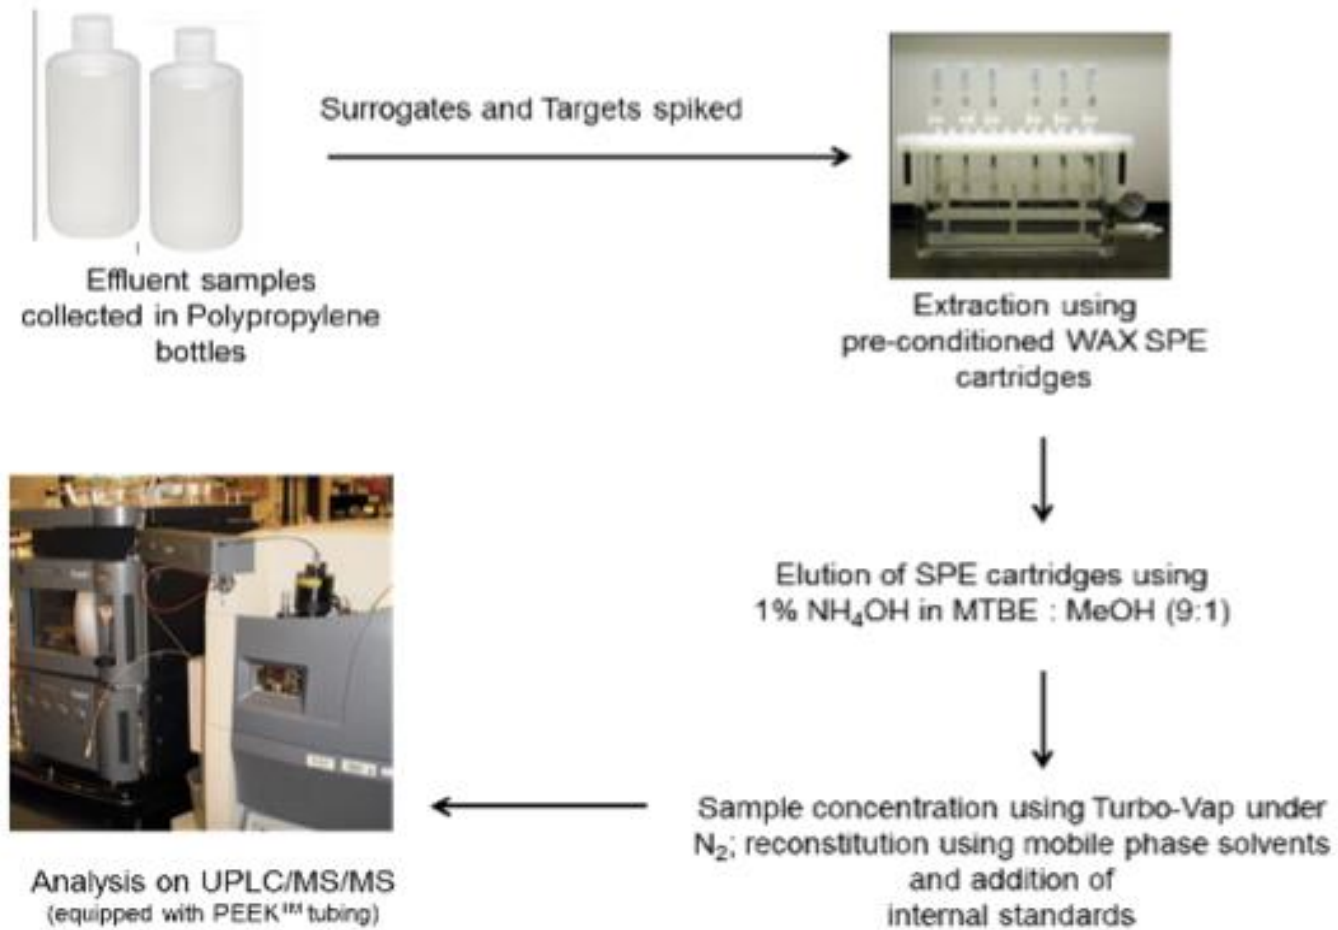 Surrogates and Targets spiked
Effluent samples
collected in Polypropylene
bottles
Extraction using
pre-conditioned WAX SPE
cartridges
Elution of SPE cartridges using
1% NH₄OH in MTBE : MeOH (9:1)
Sample concentration using Turbo-Vap under
N₂; reconstitution using mobile phase solvents
and addition of
internal standards
Analysis on UPLC/MS/MS
(equipped with PEEK™ tubing)